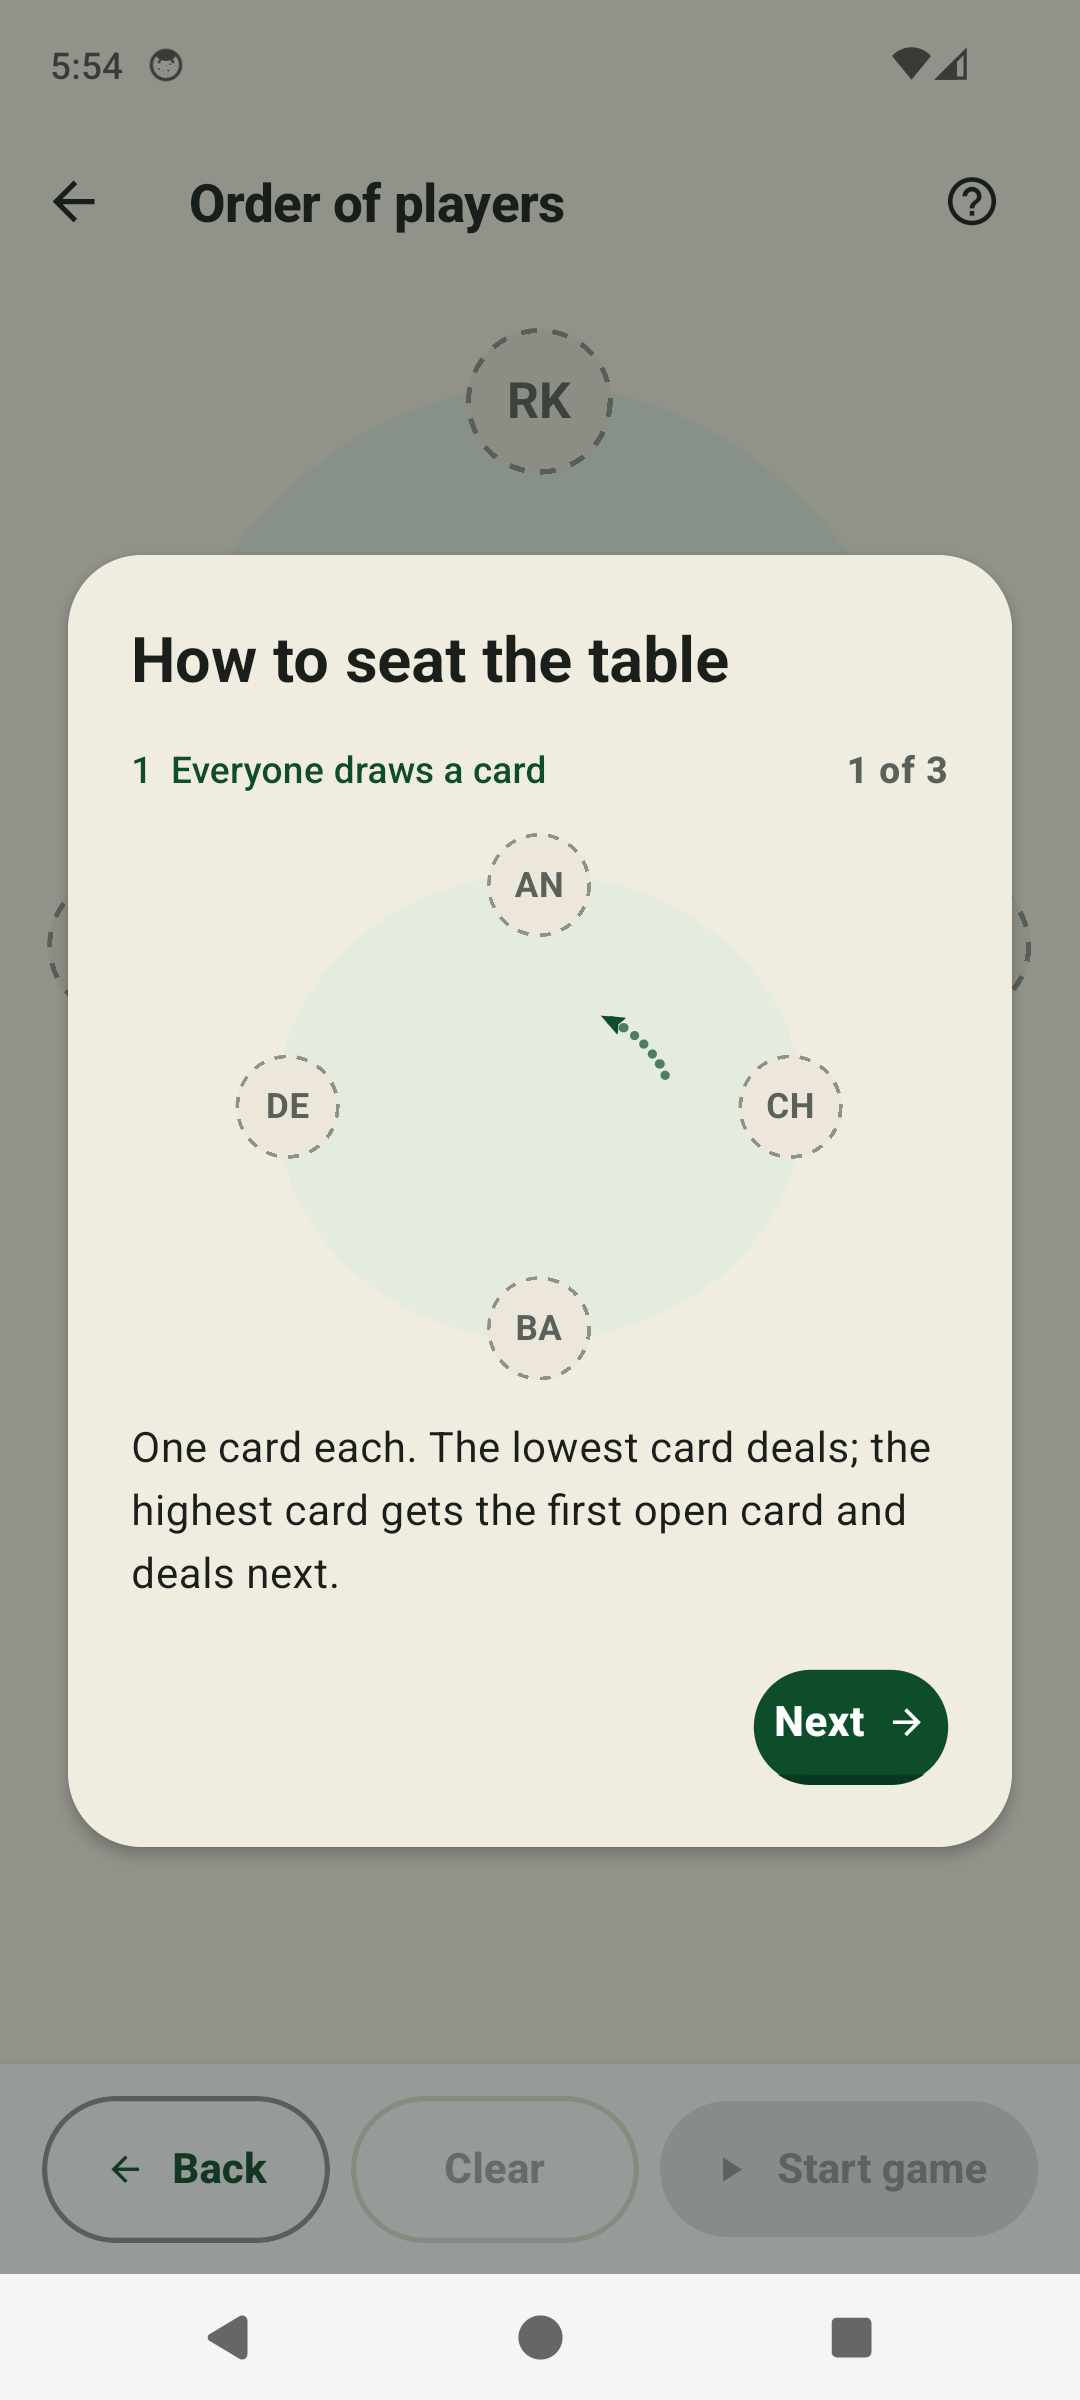 5:54
Order of players
RK
How to seat the table
1 Everyone draws a card
1 of 3
AN
DE
CH
BA
One card each. The lowest card deals; the
highest card gets the first open card and
deals next.
Next
Back
Clear
Start game